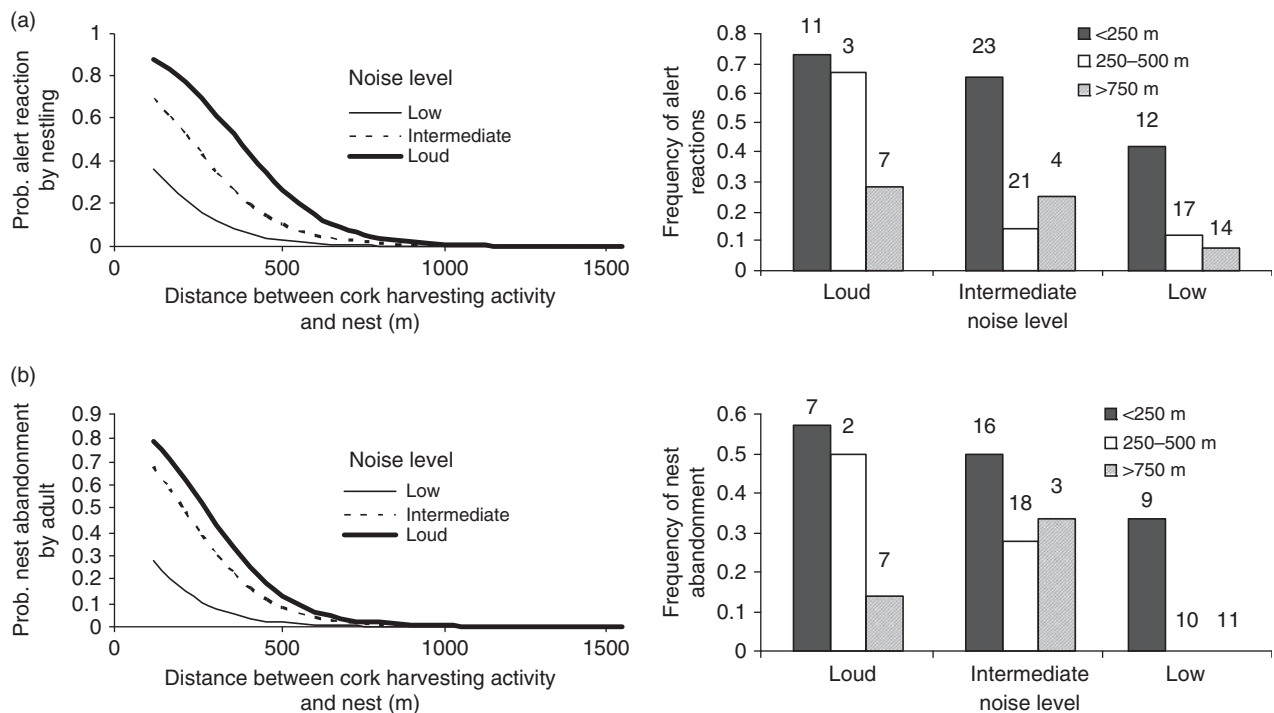 (a)
Prob. alert reaction
by nestling
1
0.8
0.6
0.4
0.2
0
0
500
1000
1500
Noise level
Low
Intermediate
Loud
Distance between cork harvesting activity
and nest (m)
Frequency of alert
reactions
0.8
0.7
0.6
0.5
0.4
0.3
0.2
0.1
0
11
3
7
23
21
4
12
17
14
<250 m
250–500 m
>750 m
Loud
Intermediate
Low
noise level
(b)
Prob. nest abandonment
by adult
0.9
0.8
0.7
0.6
0.5
0.4
0.3
0.2
0.1
0
0
500
1000
1500
Noise level
Low
Intermediate
Loud
Distance between cork harvesting activity
and nest (m)
Frequency of nest
abandonment
0.6
0.5
0.4
0.3
0.2
0.1
0
7
2
7
16
18
3
9
10
11
<250 m
250–500 m
>750 m
Loud
Intermediate
Low
noise level